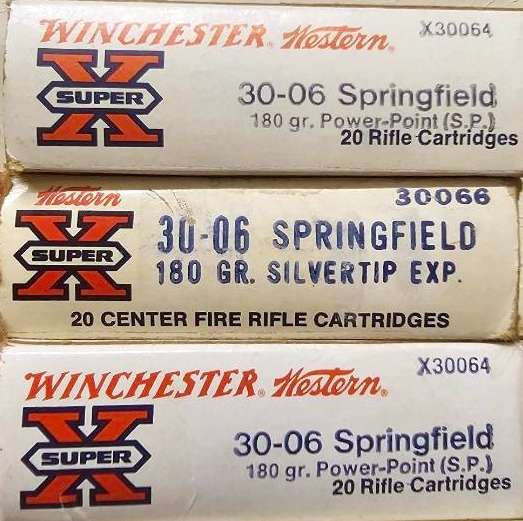 WINCHESTER Western X30064
SUPER X
30-06 Springfield
180 gr. Power-Point (S.P.)
20 Rifle Cartridges
Western 30066
SUPER X
30-06 SPRINGFIELD
180 GR. SILVERTIP EXP.
20 CENTER FIRE RIFLE CARTRIDGES
WINCHESTER® Western® X30064
SUPER X
30-06 Springfield
180 gr. Power-Point (S.P.)
20 Rifle Cartridges